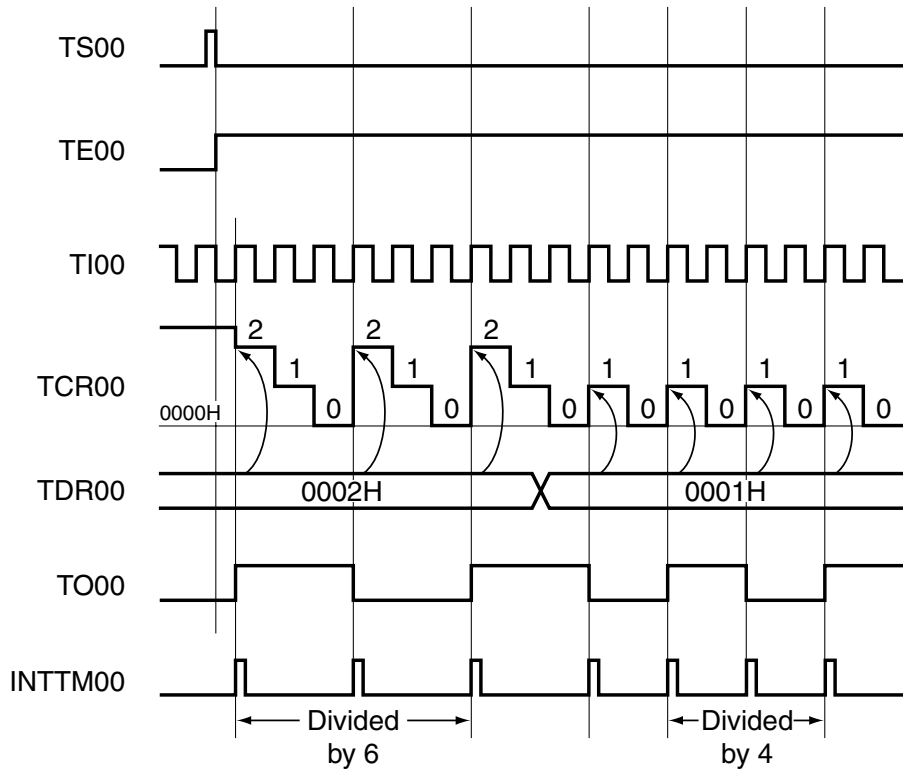 TS00
TE00
TI00
TCR00
2
2
2
1
1
1
1
1
1
1
0000H
0
0
0
0
0
0
0
TDR00
0002H
0001H
TO00
INTTM00
Divided
by 6
Divided
by 4